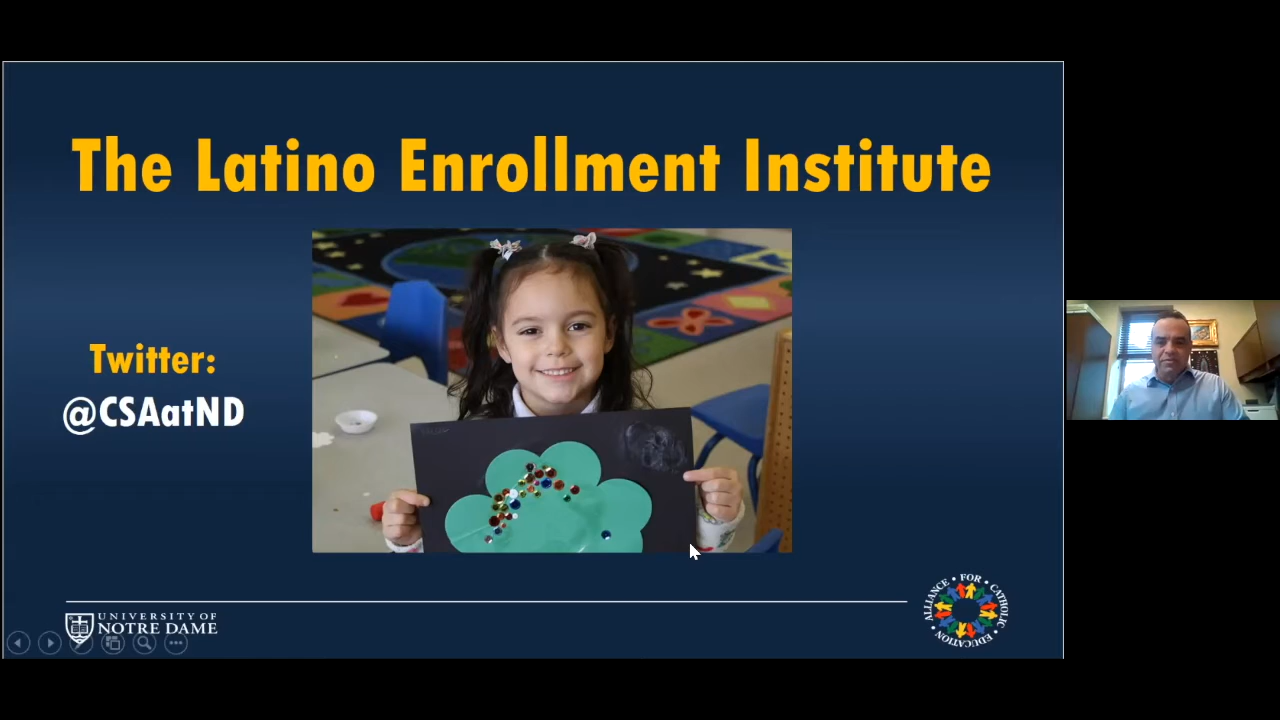 The Latino Enrollment Institute
Twitter:
@CSAatND
UNIVERSITY OF
NOTRE DAME
ALLIANCE • FOR • CATHOLIC • EDUCATION •